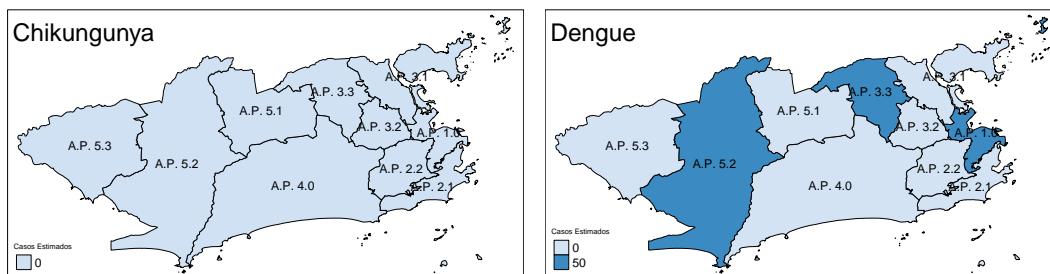 Chikungunya
A.P. 3.1
A.P. 3.3
A.P. 5.1
A.P. 3.2
A.P. 1.0
A.P. 5.3
A.P. 5.2
A.P. 2.2
A.P. 4.0
A.P. 2.1
Casos Estimados
0
Dengue
A.P. 3.1
A.P. 3.3
A.P. 5.1
A.P. 3.2
A.P. 1.0
A.P. 5.3
A.P. 5.2
A.P. 2.2
A.P. 4.0
A.P. 2.1
Casos Estimados
0
50